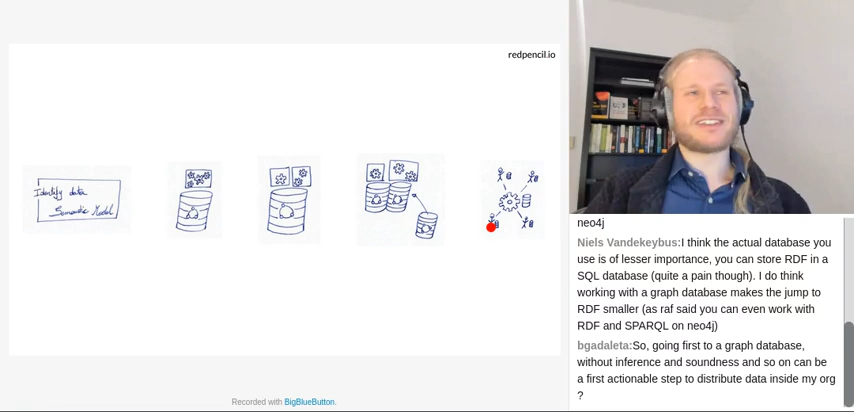 redpencil.io
Identify data
Semantic Model
Recorded with BigBlueButton.
neo4j
Niels Vandekeybus:I think the actual database you
use is of lesser importance, you can store RDF in a
SQL database (quite a pain though). I do think
working with a graph database makes the jump to
RDF smaller (as raf said you can even work with
RDF and SPARQL on neo4j)
bgadaleta:So, going first to a graph database,
without inference and soundness and so on can be
a first actionable step to distribute data inside my org
?